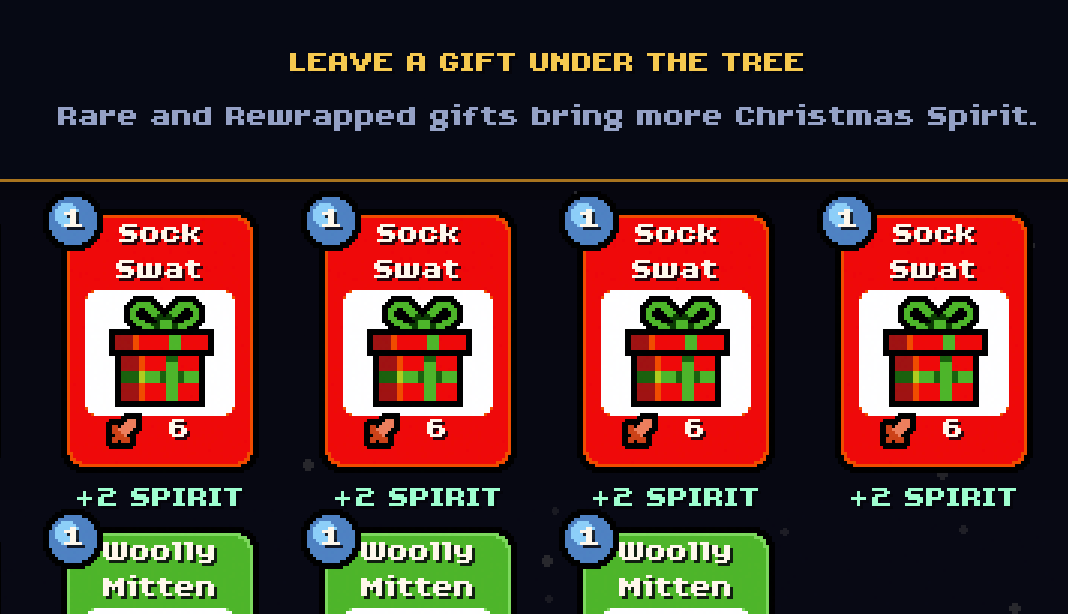 LEAVE A GIFT UNDER THE TREE
Rare and Rewrapped gifts bring more Christmas Spirit.
1
Sock
Swat
6
+2 SPIRIT
1
Sock
Swat
6
+2 SPIRIT
1
Sock
Swat
6
+2 SPIRIT
1
Sock
Swat
6
+2 SPIRIT
1
Woolly
Mitten
1
Woolly
Mitten
1
Woolly
Mitten